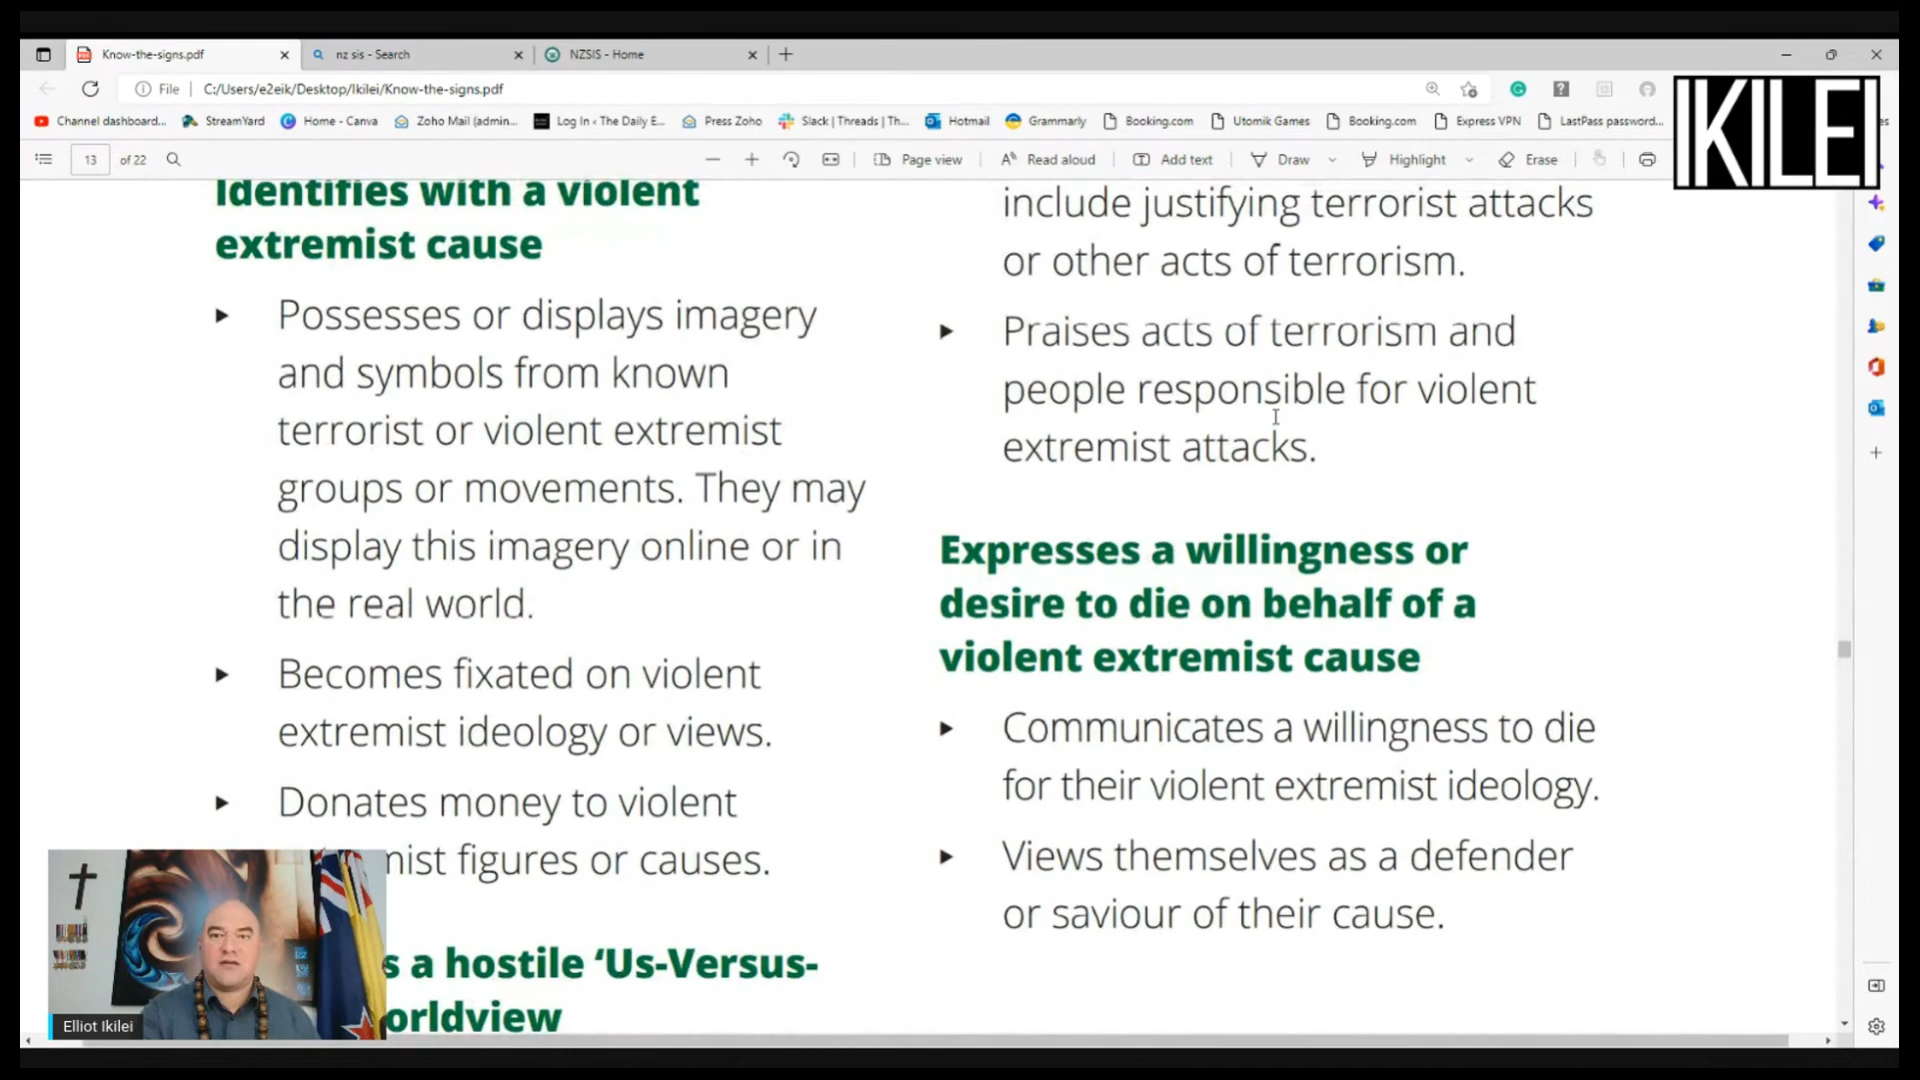 Know-the-signs.pdf
nz sis - Search
NZSIS - Home
File
C:/Users/e2eik/Desktop/Ikilei/Know-the-signs.pdf
IKILEI
Channel dashboard...
StreamYard
Home - Canva
Zoho Mail (admin...
Log In ‹ The Daily E...
Press Zoho
Slack | Threads | Th...
Hotmail
Grammarly
Booking.com
Utomik Games
Booking.com
Express VPN
LastPass password...
13 of 22
Page view
Read aloud
Add text
Draw
Highlight
Erase
Identifies with a violent
extremist cause
▸ Possesses or displays imagery
and symbols from known
terrorist or violent extremist
groups or movements. They may
display this imagery online or in
the real world.
▸ Becomes fixated on violent
extremist ideology or views.
▸ Donates money to violent
mist figures or causes.
s a hostile ‘Us-Versus-
orldview
include justifying terrorist attacks
or other acts of terrorism.
▸ Praises acts of terrorism and
people responsible for violent
extremist attacks.
Expresses a willingness or
desire to die on behalf of a
violent extremist cause
▸ Communicates a willingness to die
for their violent extremist ideology.
▸ Views themselves as a defender
or saviour of their cause.
Elliot Ikilei